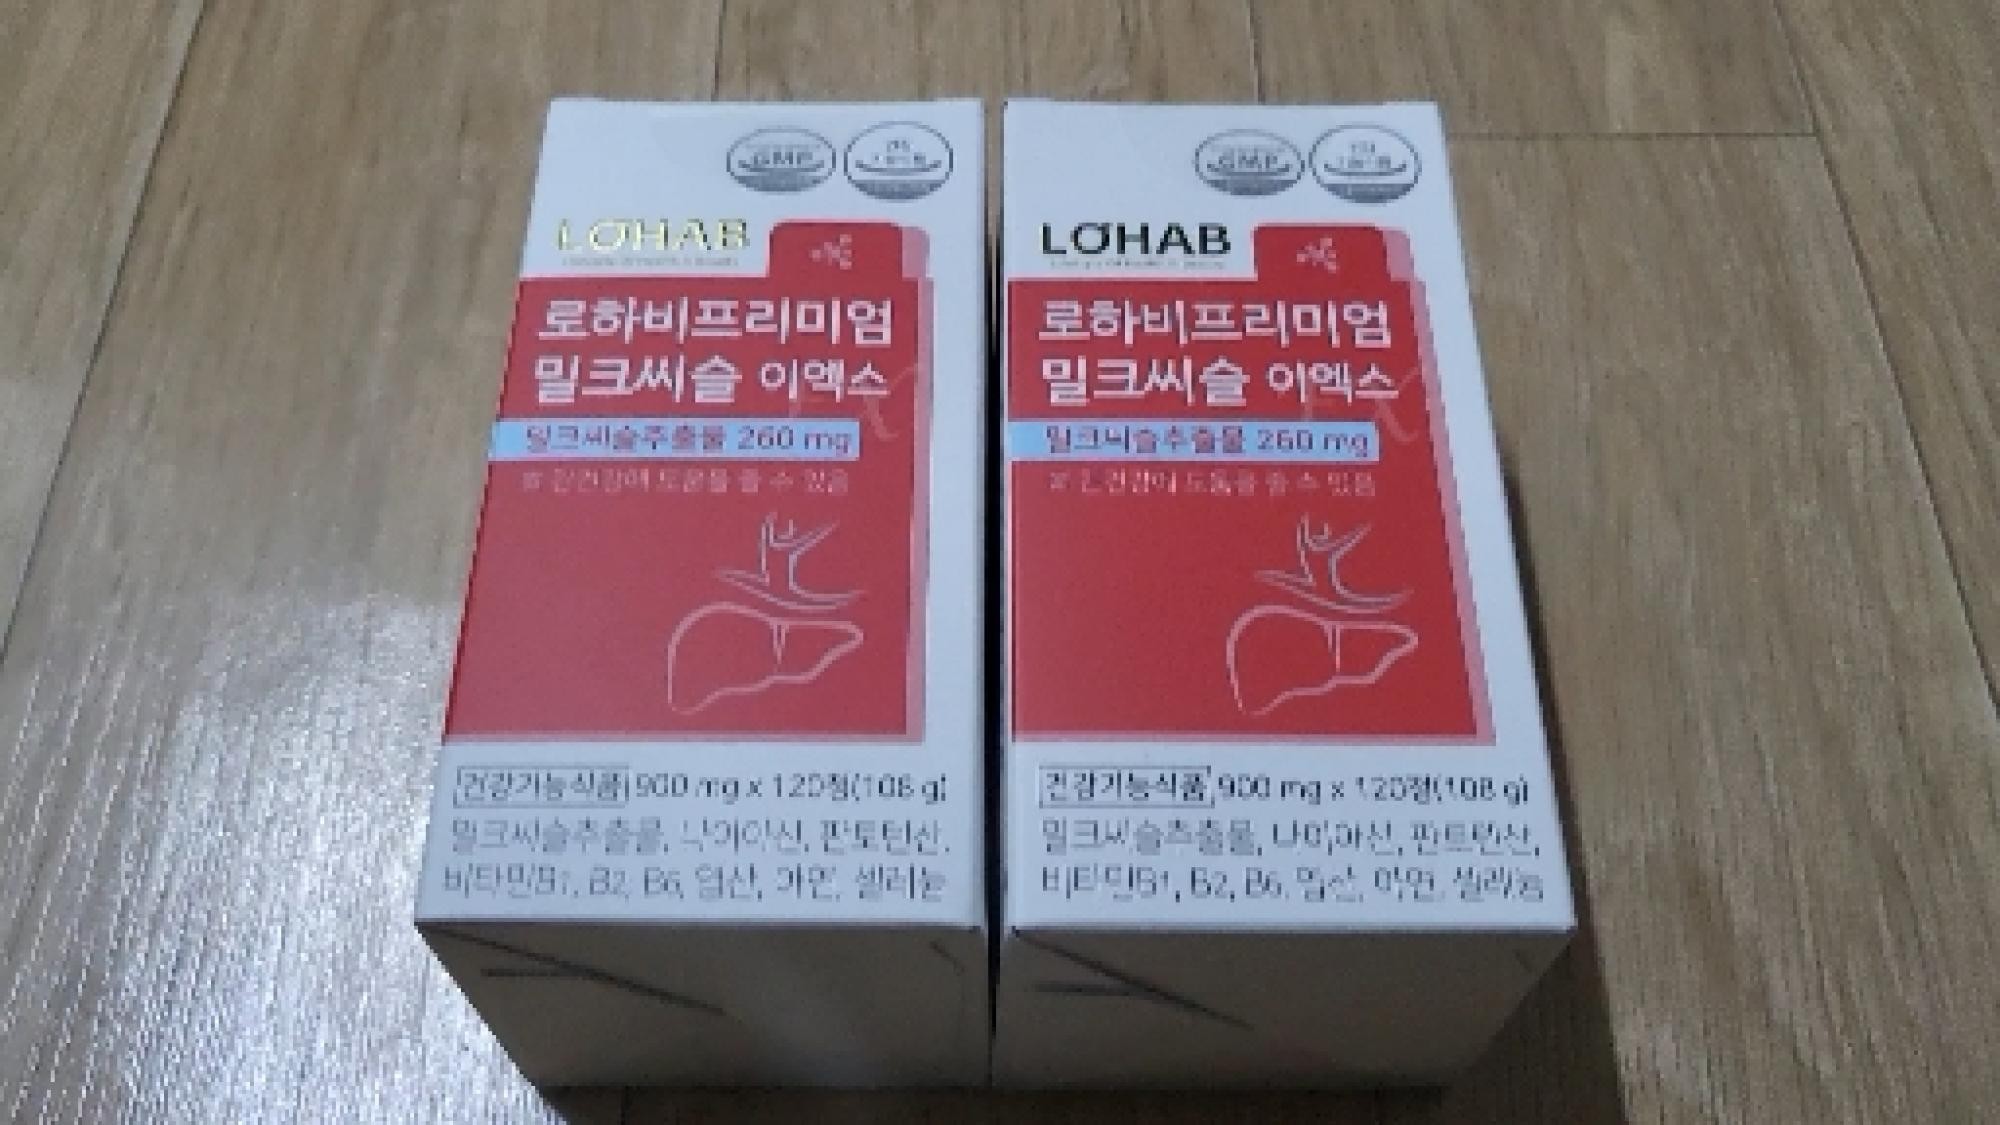 GMP
LOHAB
로하비프리미엄
밀크씨슬 이엑스
밀크씨슬추출물 260 mg
간건강에 도움을 줄 수 있음
건강기능식품 900 mg x 120정(108 g)
밀크씨슬추출물, 나이아신, 판토텐산,
비타민B1, B2, B6, 엽산, 아연, 셀레늄
GMP
LOHAB
로하비프리미엄
밀크씨슬 이엑스
밀크씨슬추출물 260 mg
간건강에 도움을 줄 수 있음
건강기능식품 900 mg x 120정(108 g)
밀크씨슬추출물, 나이아신, 판토텐산,
비타민B1, B2, B6, 엽산, 아연, 셀레늄